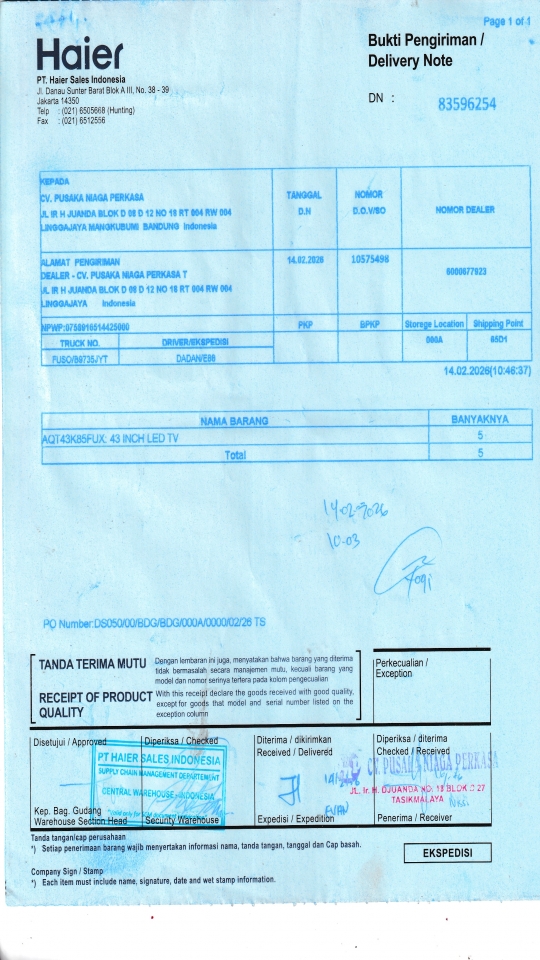 Page 1 of 1
Haier
Bukti Pengiriman /
Delivery Note
PT. Haier Sales Indonesia
Jl. Danau Sunter Barat Blok A III, No. 38 - 39
Jakarta 14350
Telp : (021) 6505668 (Hunting)
Fax : (021) 6512556
DN : 83596254
KEPADA
CV. PUSAKA NIAGA PERKASA
JL IR H JUANDA BLOK D 08 D 12 NO 18 RT 004 RW 004
LINGGAJAYA MANGKUBUMI BANDUNG Indonesia
TANGGAL
D.N
NOMOR
D.O.V/SO
NOMOR DEALER
ALAMAT PENGIRIMAN
DEALER - CV. PUSAKA NIAGA PERKASA T
JL IR H JUANDA BLOK D 08 D 12 NO 18 RT 004 RW 004
LINGGAJAYA Indonesia
14.02.2026
10575498
6000677823
NPWP:0758916514425000
PKP
BPKP
Storage Location
Shipping Point
TRUCK NO.
DRIVER/EKSPEDISI
000A
65D1
FUSO/B9735/YT
DADAN/E86
14.02.2026(10:46:37)
NAMA BARANG
BANYAKNYA
AQT43K85FUX: 43 INCH LED TV
5
Total
5
14-02-2026
10-03
Yogi
PO Number:DS050/00/BDG/BDG/000A/0000/02/26 TS
TANDA TERIMA MUTU
Dengan lembaran ini juga, menyatakan bahwa barang yang diterima
tidak bermasalah secara manajemen mutu, kecuali barang yang
model dan nomor serinya tertera pada kolom pengecualian
RECEIPT OF PRODUCT
QUALITY
With this receipt declare the goods received with good quality,
except for goods that model and serial number listed on the
exception column
Perkecualian /
Exception
Disetujui / Approved
Diperiksa / Checked
Diterima / dikirimkan
Received / Delivered
Diperiksa / diterima
Checked / Received
PT HAIER SALES INDONESIA
SUPPLY CHAIN MANAGEMENT DEPARTEMENT
CENTRAL WAREHOUSE - INDONESIA
CV. PUSAKA NIAGA PERKASA
JL. Ir. H. DJUANDA NO. 18 BLOK D 27
TASIKMALAYA
Kep. Bag. Gudang
Warehouse Section Head
Security Warehouse
Expedisi / Expedition
Penerima / Receiver
Tanda tangan/cap perusahaan
*) Setiap penerimaan barang wajib menyertakan informasi nama, tanda tangan, tanggal dan Cap basah.
EKSPEDISI
Company Sign / Stamp
*) Each item must include name, signature, date and wet stamp information.